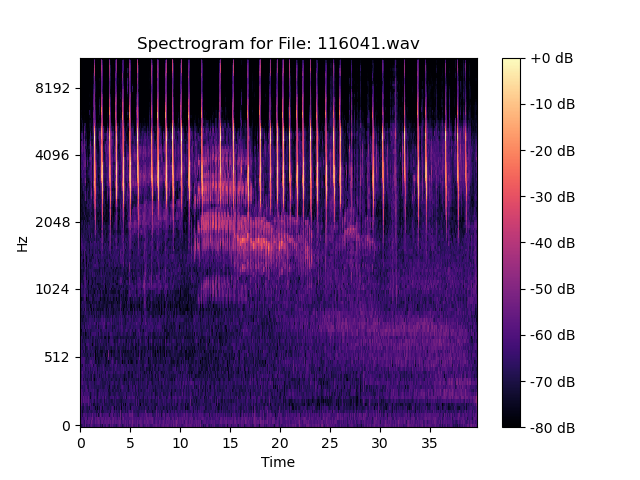 Spectrogram for File: 116041.wav
8192
4096
2048
1024
512
0
Hz
0 5 10 15 20 25 30 35
Time
+0 dB
-10 dB
-20 dB
-30 dB
-40 dB
-50 dB
-60 dB
-70 dB
-80 dB